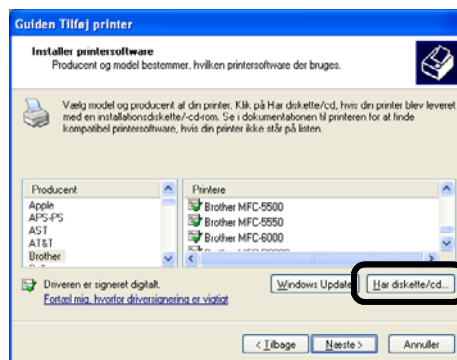 Guiden Tilføj printer
Installer printersoftware
Producent og model bestemmer, hvilken printersoftware der bruges.
Vælg model og producent af din printer. Klik på Har diskette/cd, hvis din printer blev leveret
med en installationsdiskette/-cd-rom. Se i dokumentationen til printeren for at finde
kompatibel printersoftware, hvis din printer ikke står på listen.
Producent
Apple
APS-PS
AST
AT&T
Brother
Printere
Brother MFC-5500
Brother MFC-5550
Brother MFC-6000
Driveren er signeret digitalt.
Fortæl mig, hvorfor driversignering er vigtigt
Windows Update
Har diskette/cd...
< Tilbage
Næste >
Annuller